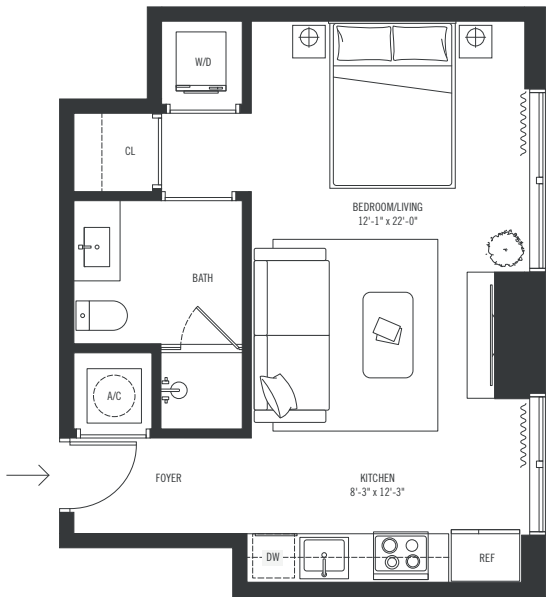 W/D
CL
BEDROOM/LIVING
12'-1" x 22'-0"
BATH
A/C
FOYER
KITCHEN
8'-3" x 12'-3"
DW
REF